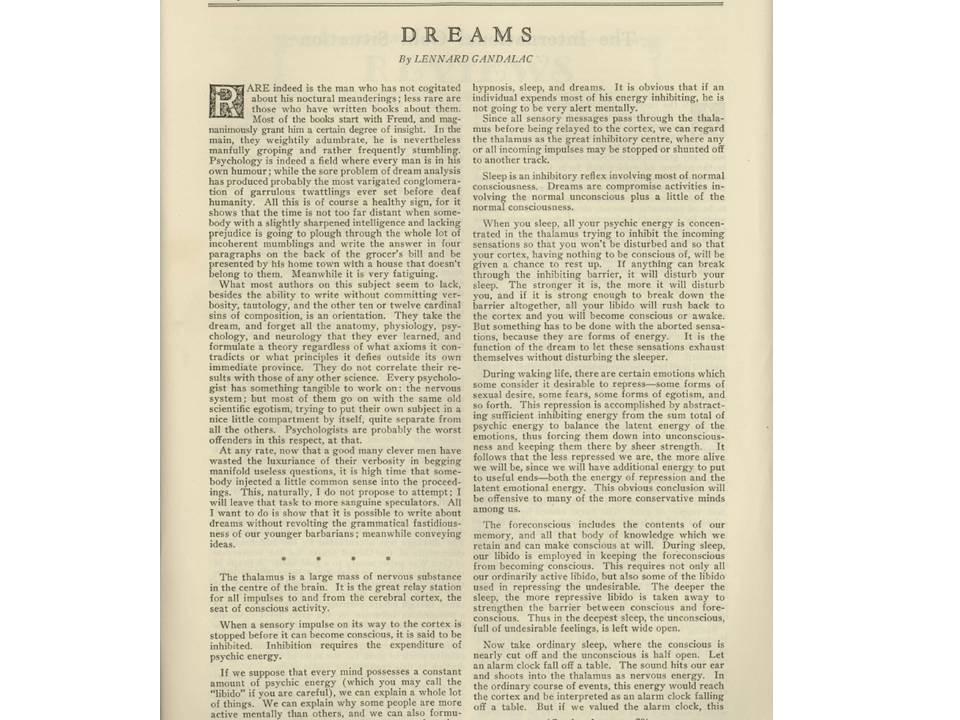 DREAMS
By LENNARD GANDALAC
RARE indeed is the man who has not cogitated
about his noctural meanderings; less rare are
those who have written books about them.
Most of the books start with Freud, and mag-
nanimously grant him a certain degree of insight. In the
main, they weightily adumbrate, he is nevertheless
manfully groping and rather frequently stumbling.
Psychology is indeed a field where every man is in his
own humour; while the sore problem of dream analysis
has produced probably the most varigated conglomera-
tion of garrulous twattlings ever set before deaf
humanity. All this is of course a healthy sign, for it
shows that the time is not too far distant when some-
body with a slightly sharpened intelligence and lacking
prejudice is going to plough through the whole lot of
incoherent mumblings and write the answer in four
paragraphs on the back of the grocer's bill and be
presented by his home town with a house that doesn't
belong to them. Meanwhile it is very fatiguing.
What most authors on this subject seem to lack,
besides the ability to write without committing ver-
bosity, tautology, and the other ten or twelve cardinal
sins of composition, is an orientation. They take the
dream, and forget all the anatomy, physiology, psy-
chology, and neurology that they ever learned, and
formulate a theory regardless of what axioms it con-
tradicts or what principles it defies outside its own
immediate province. They do not correlate their re-
sults with those of any other science. Every psycholo-
gist has something tangible to work on: the nervous
system; but most of them go on with the same old
scientific egotism, trying to put their own subject in a
nice little compartment by itself, quite separate from
all the others. Psychologists are probably the worst
offenders in this respect, at that.
At any rate, now that a good many clever men have
wasted the luxuriance of their verbosity in begging
manifold useless questions, it is high time that some-
body injected a little common sense into the proceed-
ings. This, naturally, I do not propose to attempt; I
will leave that task to more sanguine speculators. All
I want to do is show that it is possible to write about
dreams without revolting the grammatical fastidious-
ness of our younger barbarians; meanwhile conveying
ideas.
* * * *
The thalamus is a large mass of nervous substance
in the centre of the brain. It is the great relay station
for all impulses to and from the cerebral cortex, the
seat of conscious activity.
When a sensory impulse on its way to the cortex is
stopped before it can become conscious, it is said to be
inhibited. Inhibition requires the expenditure of
psychic energy.
If we suppose that every mind possesses a constant
amount of psychic energy (which you may call the
"libido" if you are careful), we can explain a whole lot
of things. We can explain why some people are more
active mentally than others, and we can also formu-
hypnosis, sleep, and dreams. It is obvious that if an
individual expends most of his energy inhibiting, he is
not going to be very alert mentally.
Since all sensory messages pass through the thala-
mus before being relayed to the cortex, we can regard
the thalamus as the great inhibitory centre, where any
or all incoming impulses may be stopped or shunted off
to another track.
Sleep is an inhibitory reflex involving most of normal
consciousness. Dreams are compromise activities in-
volving the normal unconscious plus a little of the
normal consciousness.
When you sleep, all your psychic energy is concen-
trated in the thalamus trying to inhibit the incoming
sensations so that you won't be disturbed and so that
your cortex, having nothing to be conscious of, will be
given a chance to rest up. If anything can break
through the inhibiting barrier, it will disturb your
sleep. The stronger it is, the more it will disturb
you, and if it is strong enough to break down the
barrier altogether, all your libido will rush back to
the cortex and you will become conscious or awake.
But something has to be done with the aborted sensa-
tions, because they are forms of energy. It is the
function of the dream to let these sensations exhaust
themselves without disturbing the sleeper.
During waking life, there are certain emotions which
some consider it desirable to repress—some forms of
sexual desire, some fears, some forms of egotism, and
so forth. This repression is accomplished by abstract-
ing sufficient inhibiting energy from the sum total of
psychic energy to balance the latent energy of the
emotions, thus forcing them down into unconscious-
ness and keeping them there by sheer strength. It
follows that the less repressed we are, the more alive
we will be, since we will have additional energy to put
to useful ends—both the energy of repression and the
latent emotional energy. This obvious conclusion will
be offensive to many of the more conservative minds
among us.
The foreconscious includes the contents of our
memory, and all that body of knowledge which we
retain and can make conscious at will. During sleep,
our libido is employed in keeping the foreconscious
from becoming conscious. This requires not only all
our ordinarily active libido, but also some of the libido
used in repressing the undesirable. The deeper the
sleep, the more repressive libido is taken away to
strengthen the barrier between conscious and fore-
conscious. Thus in the deepest sleep, the unconscious,
full of undesirable feelings, is left wide open.
Now take ordinary sleep, where the conscious is
nearly cut off and the unconscious is half open. Let
an alarm clock fall off a table. The sound hits our ear
and shoots into the thalamus as nervous energy. In
the ordinary course of events, this energy would reach
the cortex and be interpreted as an alarm clock falling
off a table. But if we valued the alarm clock, this